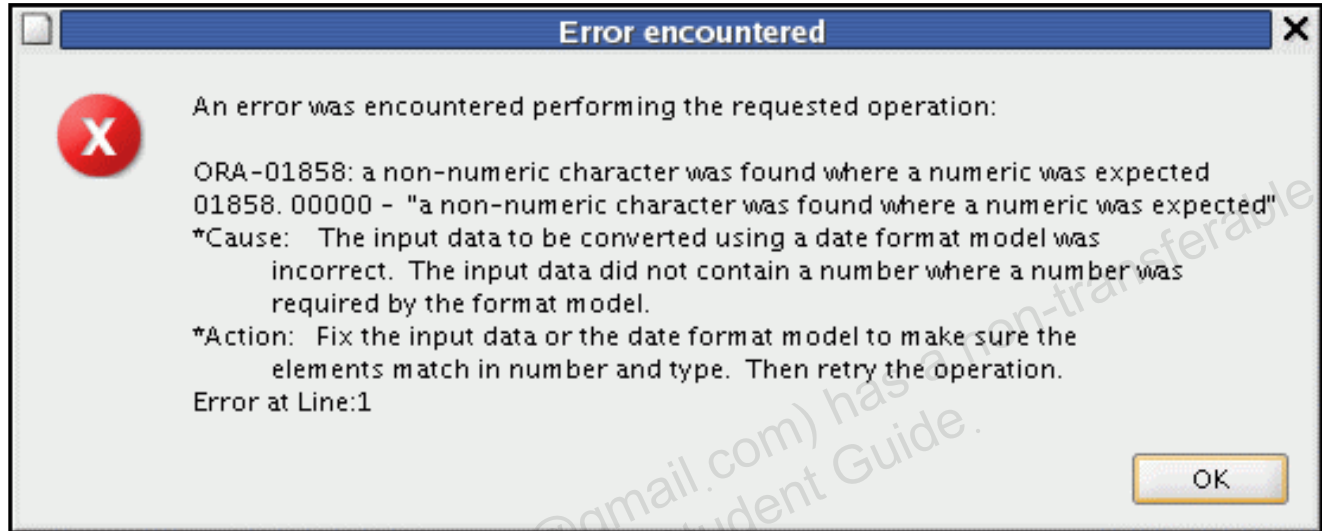 Error encountered
An error was encountered performing the requested operation:
ORA-01858: a non-numeric character was found where a numeric was expected
01858. 00000 - "a non-numeric character was found where a numeric was expected"
*Cause: The input data to be converted using a date format model was
incorrect. The input data did not contain a number where a number was
required by the format model.
*Action: Fix the input data or the date format model to make sure the
elements match in number and type. Then retry the operation.
Error at Line:1
OK
@gmail.com) has a non-transferable
student Guide.